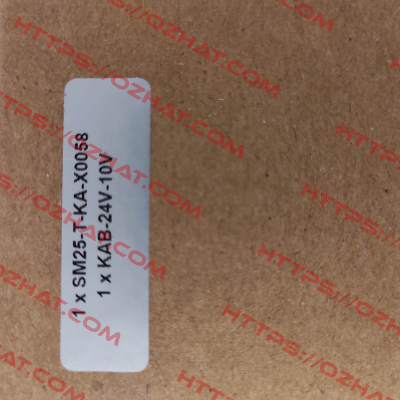 1 x SM25-T-KA-X0058
1 x KAB-24V-10V
HTTPS://OZHAT.COM